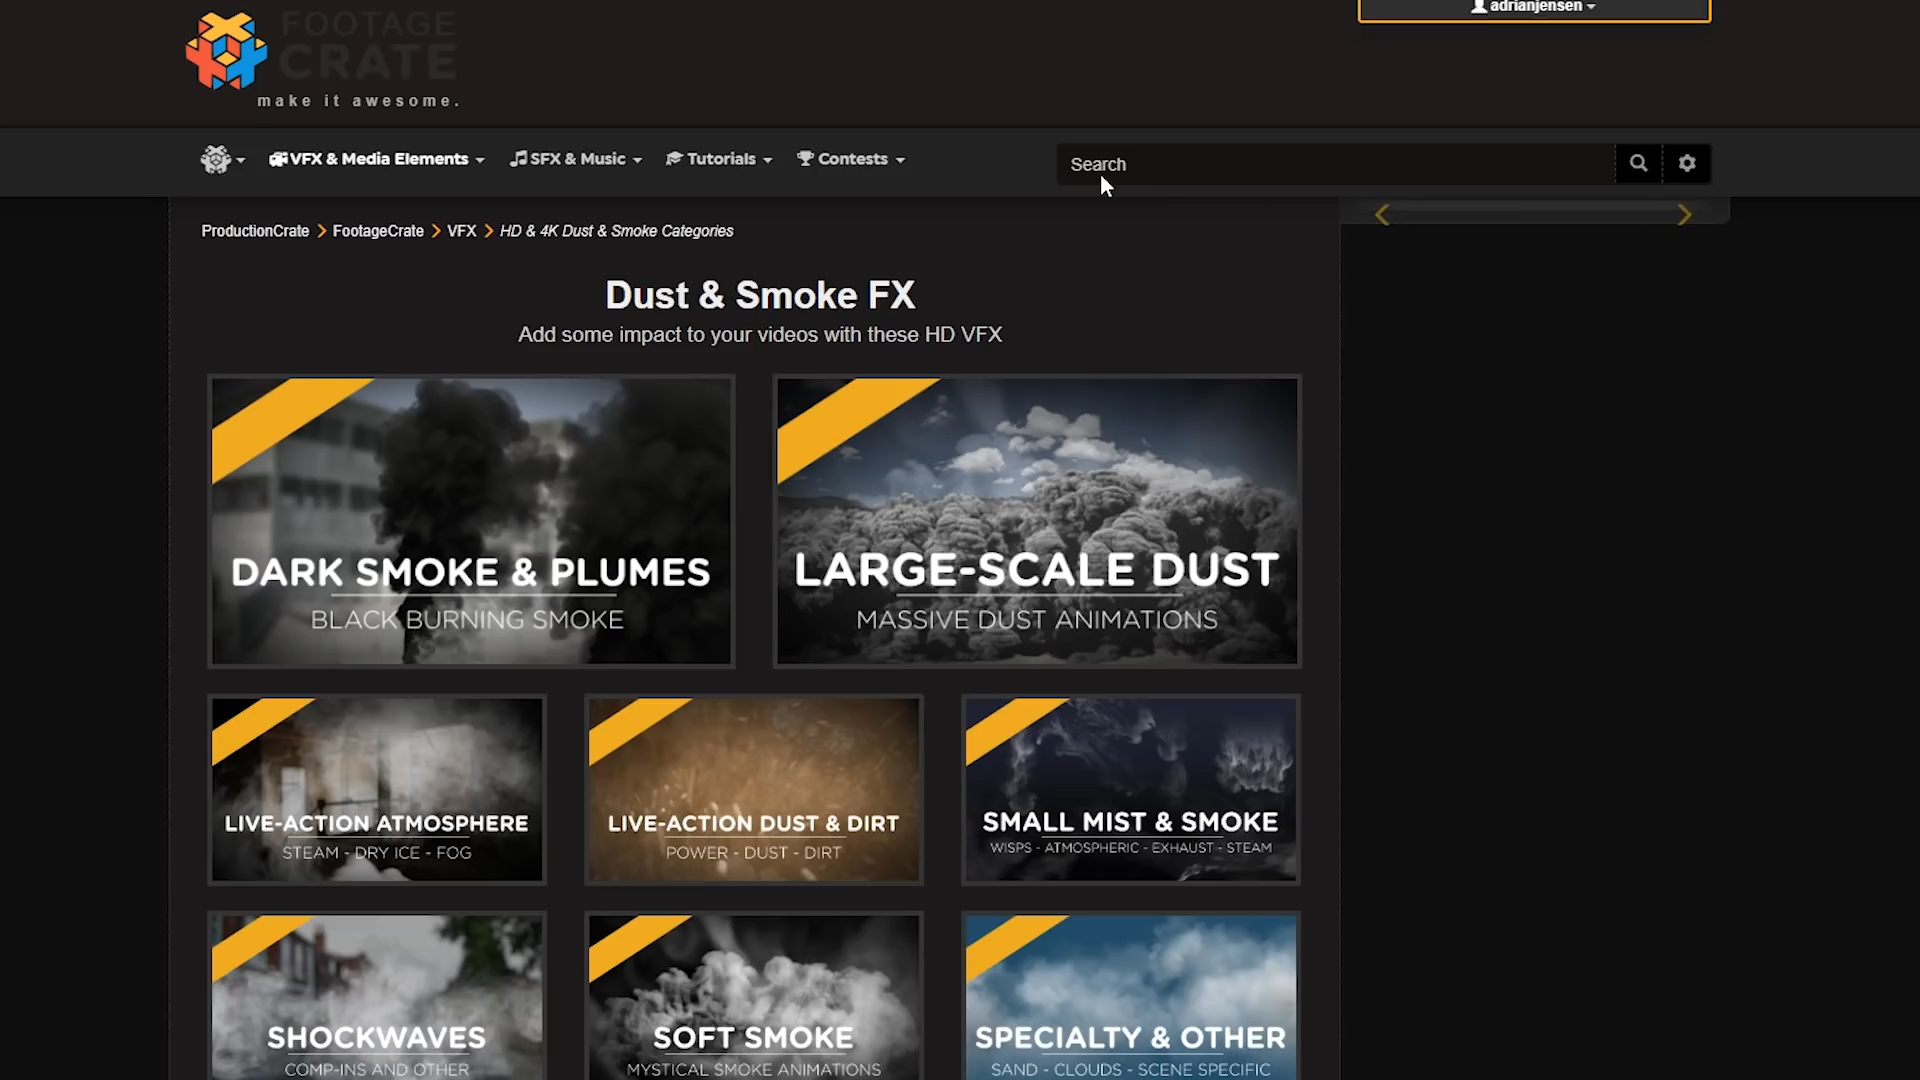 FOOTAGE
CRATE
make it awesome.
adrianjensen
VFX & Media Elements
SFX & Music
Tutorials
Contests
Search
ProductionCrate
FootageCrate
VFX
HD & 4K Dust & Smoke Categories
Dust & Smoke FX
Add some impact to your videos with these HD VFX
DARK SMOKE & PLUMES
BLACK BURNING SMOKE
LARGE-SCALE DUST
MASSIVE DUST ANIMATIONS
LIVE-ACTION ATMOSPHERE
STEAM - DRY ICE - FOG
LIVE-ACTION DUST & DIRT
POWER - DUST - DIRT
SMALL MIST & SMOKE
WISPS - ATMOSPHERIC - EXHAUST - STEAM
SHOCKWAVES
COMP-INS AND OTHER
SOFT SMOKE
MYSTICAL SMOKE ANIMATIONS
SPECIALTY & OTHER
SAND - CLOUDS - SCENE SPECIFIC